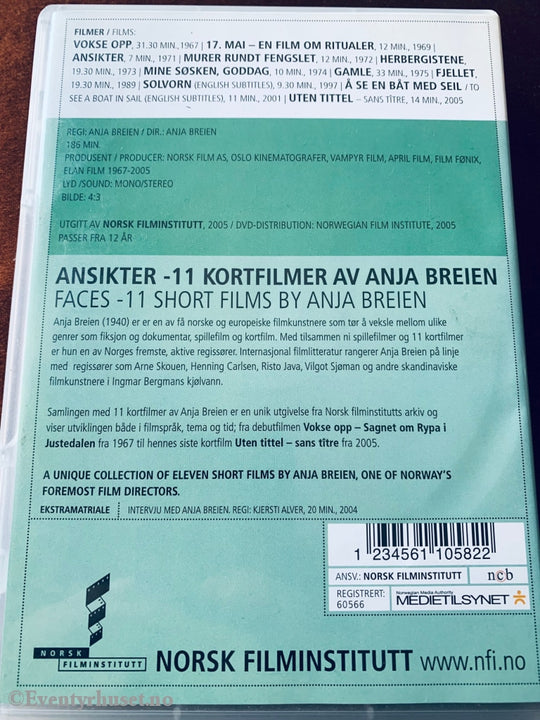 FILMER / FILMS:
VOKSE OPP, 31.30 MIN.,1967 | 17. MAI – EN FILM OM RITUALER, 12 MIN., 1969 |
ANSIKTER, 7 MIN., 1971 | MURER RUNDT FENGSLET, 12 MIN., 1972 | HERBERGISTENE,
19.30 MIN., 1973 | MINE SØSKEN, GODDAG, 10 MIN., 1974 | GAMLE, 33 MIN., 1975 | FJELLET,
19.30 MIN., 1989 | SOLVORN (ENGLISH SUBTITLES), 9.30 MIN., 1997 | Å SE EN BÅT MED SEIL / TO
SEE A BOAT IN SAIL (ENGLISH SUBTITLES), 11 MIN., 2001 | UTEN TITTEL – SANS TÎTRE, 14 MIN., 2005
REGI: ANJA BREIEN / DIR.: ANJA BREIEN
186 MIN.
PRODUSENT / PRODUCER: NORSK FILM AS, OSLO KINEMATOGRAFER, VAMPYR FILM, APRIL FILM, FILM FØNIX,
ELAN FILM 1967-2005
LYD /SOUND: MONO/STEREO
BILDE: 4:3
UTGITT AV NORSK FILMINSTITUTT, 2005 / DVD-DISTRIBUTION: NORWEGIAN FILM INSTITUTE, 2005
PASSER FRA 12 ÅR
ANSIKTER -11 KORTFILMER AV ANJA BREIEN
FACES -11 SHORT FILMS BY ANJA BREIEN
Anja Breien (1940) er er en av få norske og europeiske filmkunstnere som tør å veksle mellom ulike
genrer som fiksjon og dokumentar, spillefilm og kortfilm. Med tilsammen ni spillefilmer og 11 kortfilmer
er hun en av Norges fremste, aktive regissører. Internasjonal filmlitteratur rangerer Anja Breien på linje
med regissører som Arne Skouen, Henning Carlsen, Risto Java, Vilgot Sjøman og andre skandinaviske
filmkunstnere i Ingmar Bergmans kjølvann.
Samlingen med 11 kortfilmer av Anja Breien er en unik utgivelse fra Norsk filminstitutts arkiv og
viser utviklingen både i filmspråk, tema og tid; fra debutfilmen Vokse opp – Sagnet om Rypa i
Justedalen fra 1967 til hennes siste kortfilm Uten tittel – sans tître fra 2005.
A UNIQUE COLLECTION OF ELEVEN SHORT FILMS BY ANJA BREIEN, ONE OF NORWAY'S
FOREMOST FILM DIRECTORS.
EKSTRAMATRIALE | INTERVJU MED ANJA BREIEN. REGI: KJERSTI ALVER, 20 MIN., 2004
1 234561 105822
ANSV.: NORSK FILMINSTITUTT
ncb
REGISTRERT:
60566
Norwegian Media Authority
MEDIETILSYNET
NORSK
FILMINSTITUTT
NORSK FILMINSTITUTT www.nfi.no
©Eventyrhuset.no